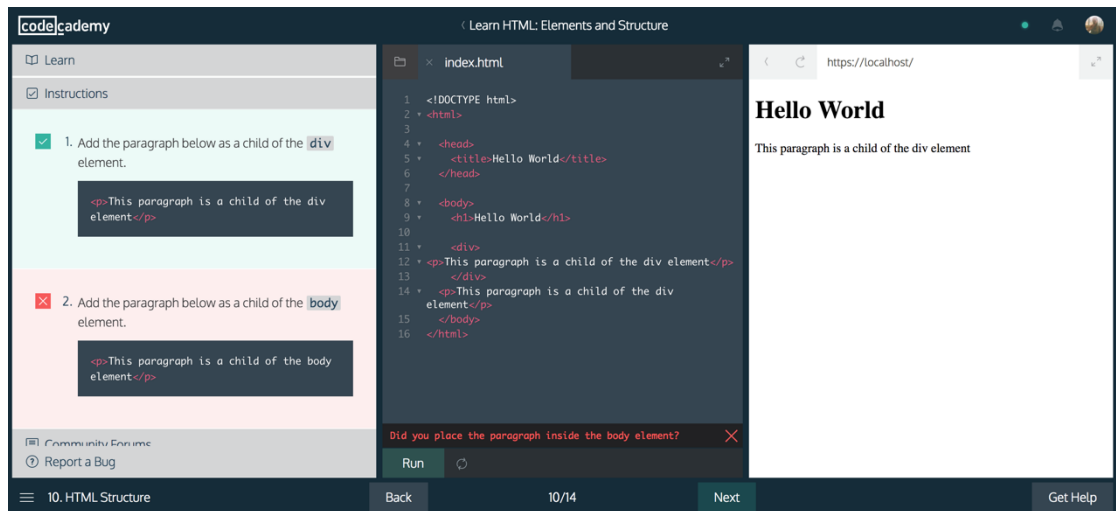 codecademy
Learn HTML: Elements and Structure
Learn
Instructions
1. Add the paragraph below as a child of the div
element.
<p>This paragraph is a child of the div
element</p>
2. Add the paragraph below as a child of the body
element.
<p>This paragraph is a child of the body
element</p>
Community Forums
Report a Bug
index.html
1 <!DOCTYPE html>
2 <html>
3
4 <head>
5 <title>Hello World</title>
6 </head>
7
8 <body>
9 <h1>Hello World</h1>
10
11 <div>
12 <p>This paragraph is a child of the div element</p>
13 </div>
14 <p>This paragraph is a child of the div
element</p>
15 </body>
16 </html>
Did you place the paragraph inside the body element?
Run
https://localhost/
Hello World
This paragraph is a child of the div element
10. HTML Structure
Back
10/14
Next
Get Help